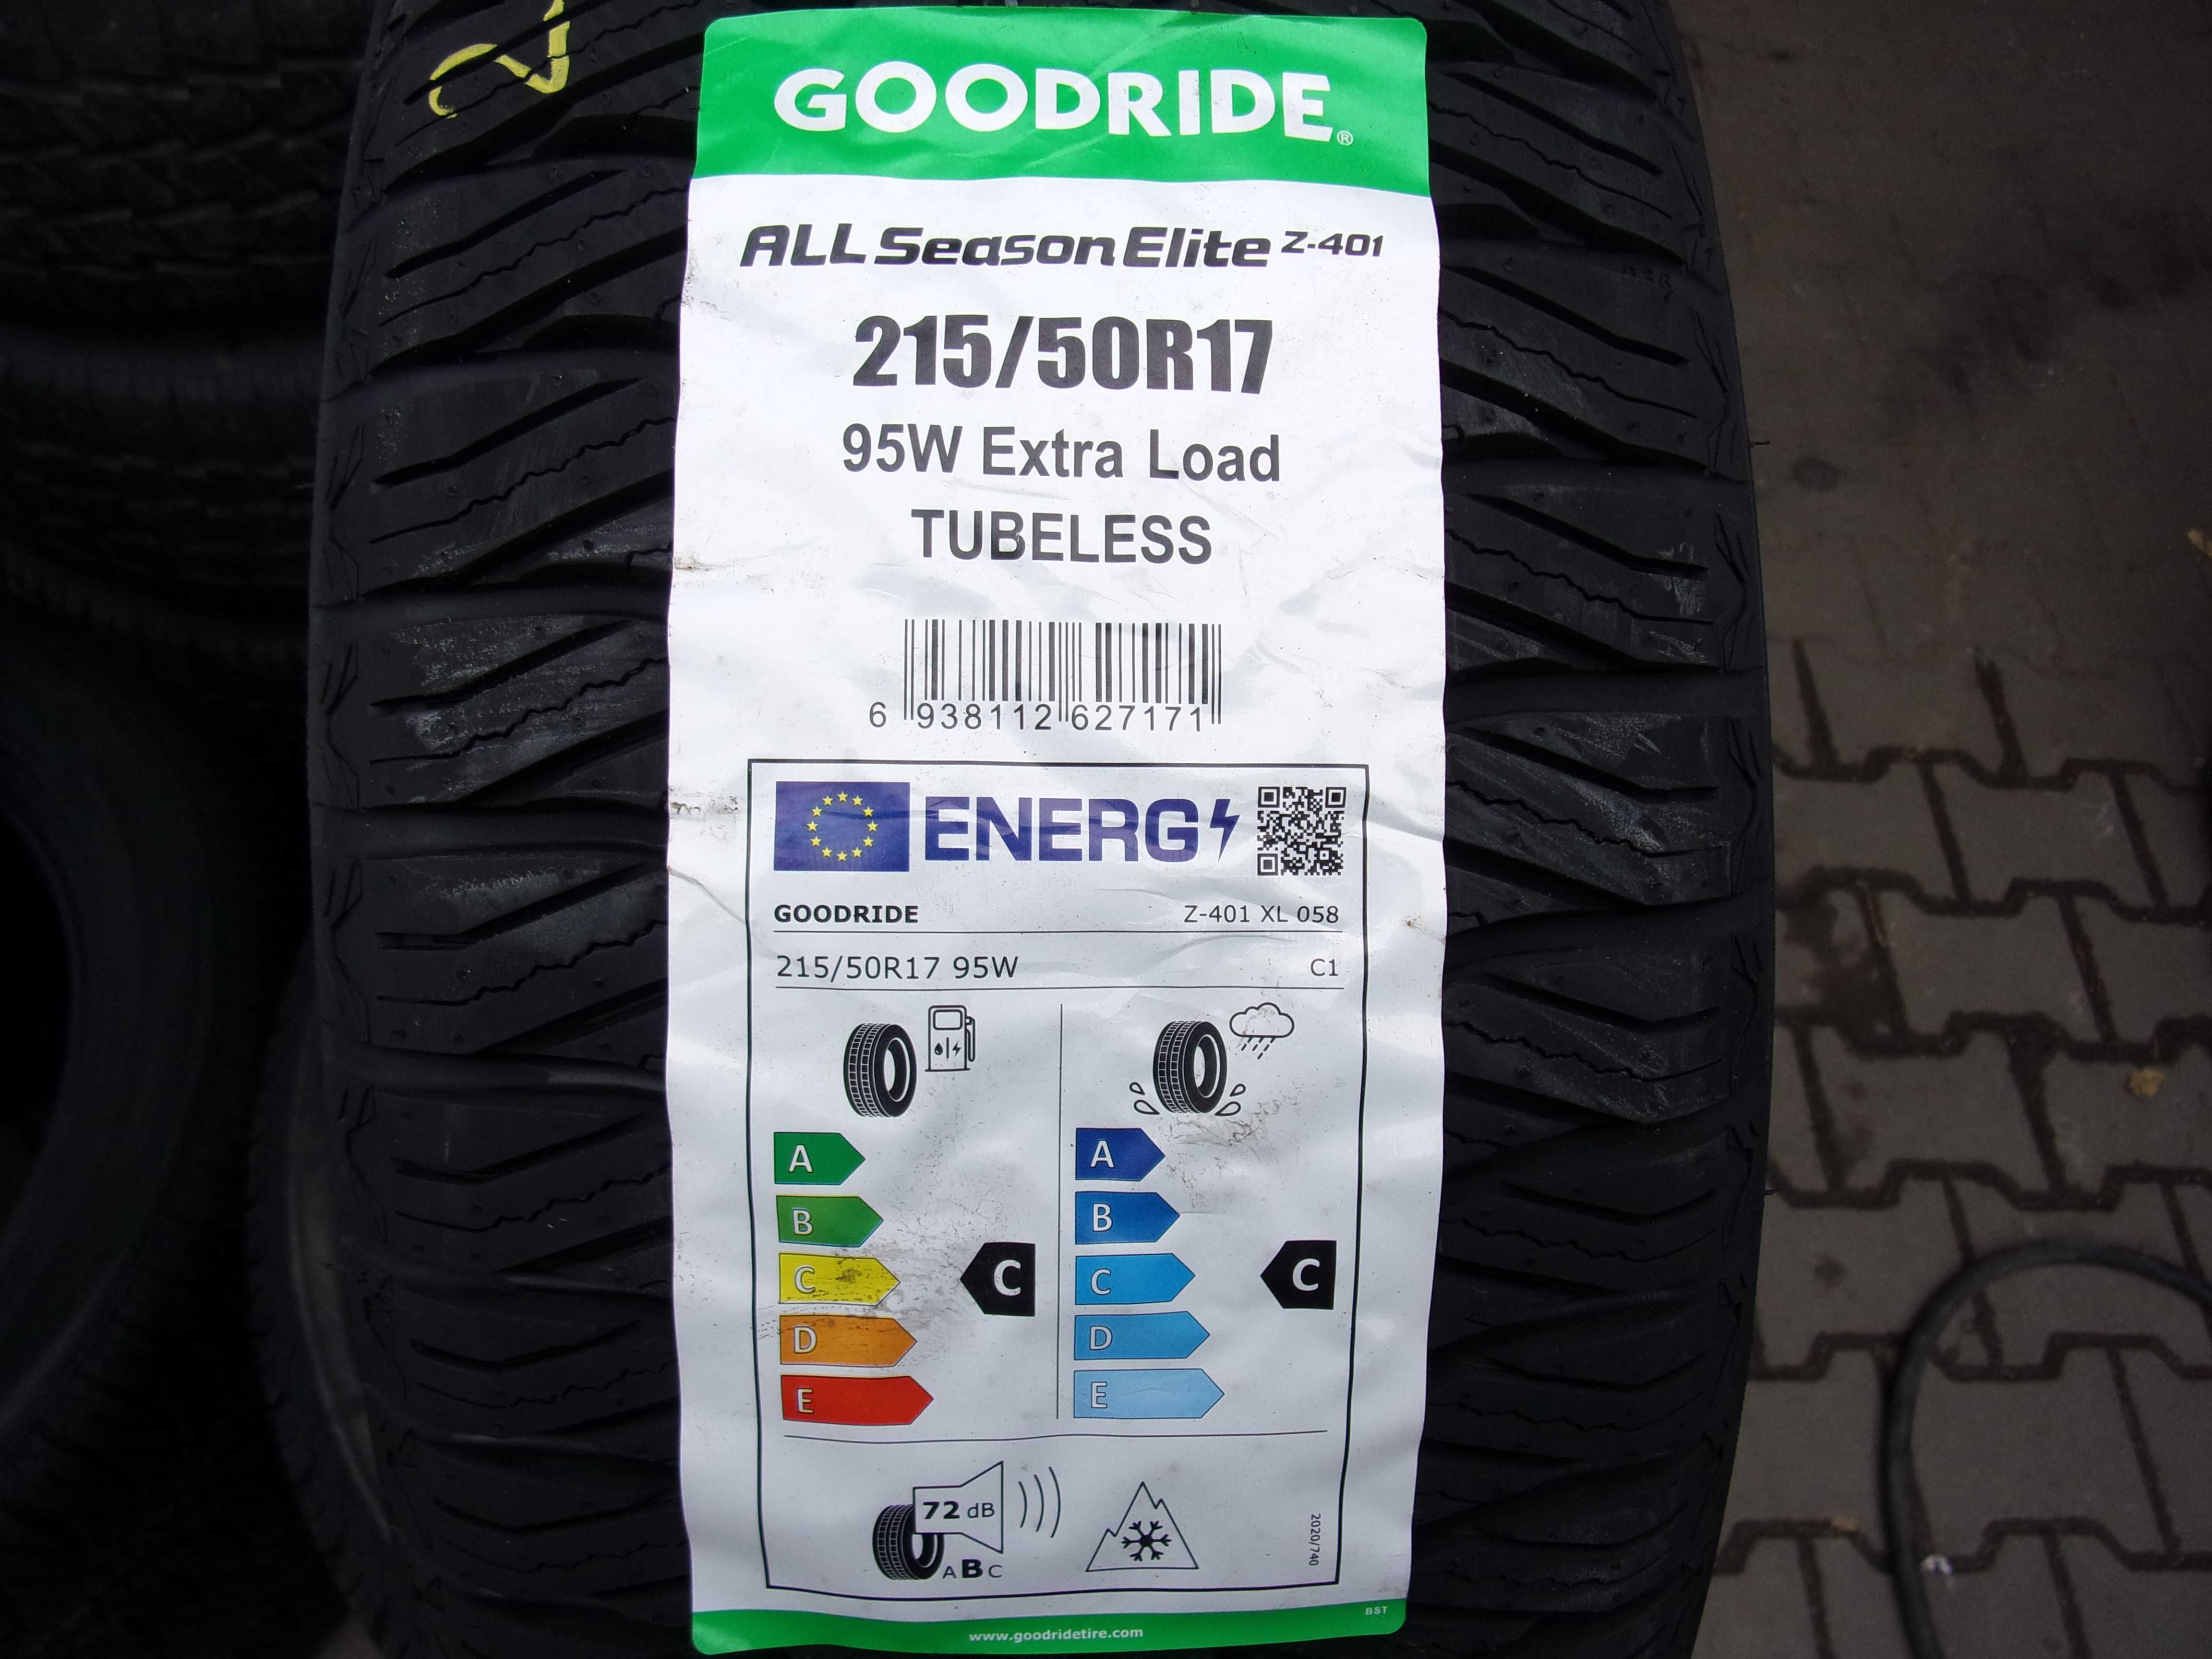 2
GOODRIDE®
ALL Season Elite Z-401
215/50R17
95W Extra Load
TUBELESS
6 938112 627171
ENERG
GOODRIDE Z-401 XL 058
215/50R17 95W C1
A A
B B
C C C C
D D
E E
72 dB
ABC
2020/740
BST
www.goodridetire.com